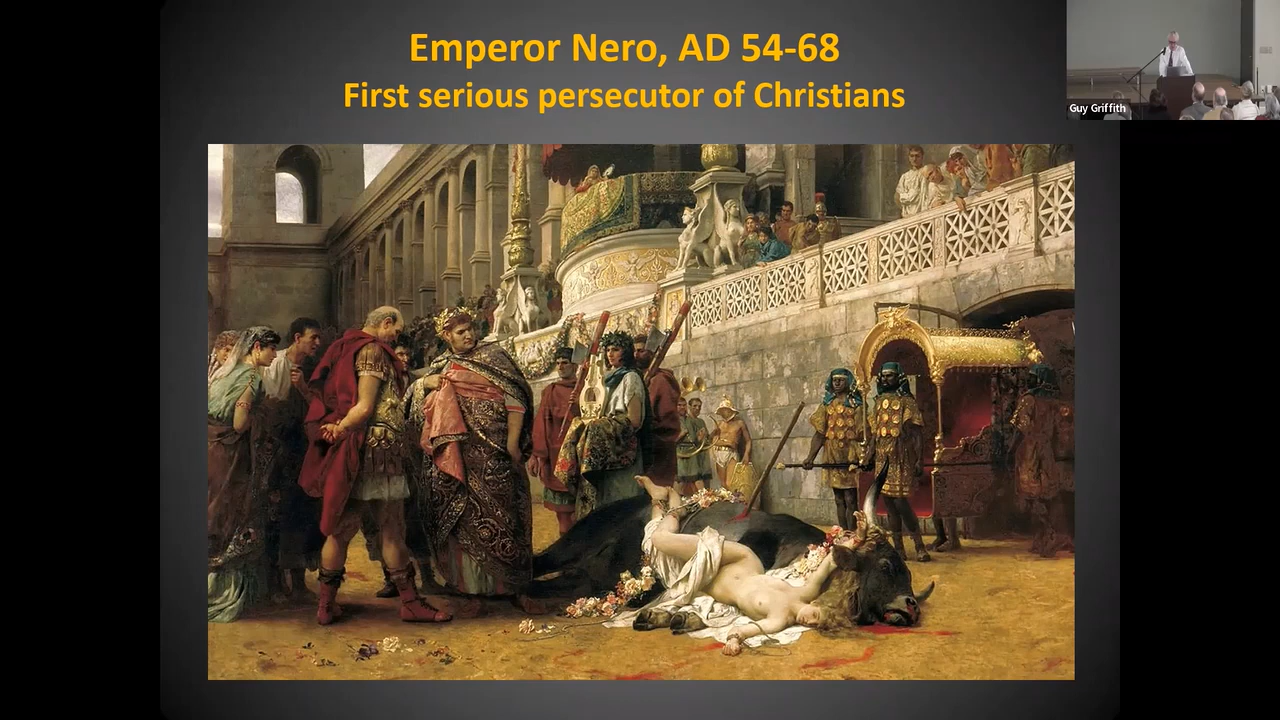 Emperor Nero, AD 54-68
First serious persecutor of Christians
Guy Griffith